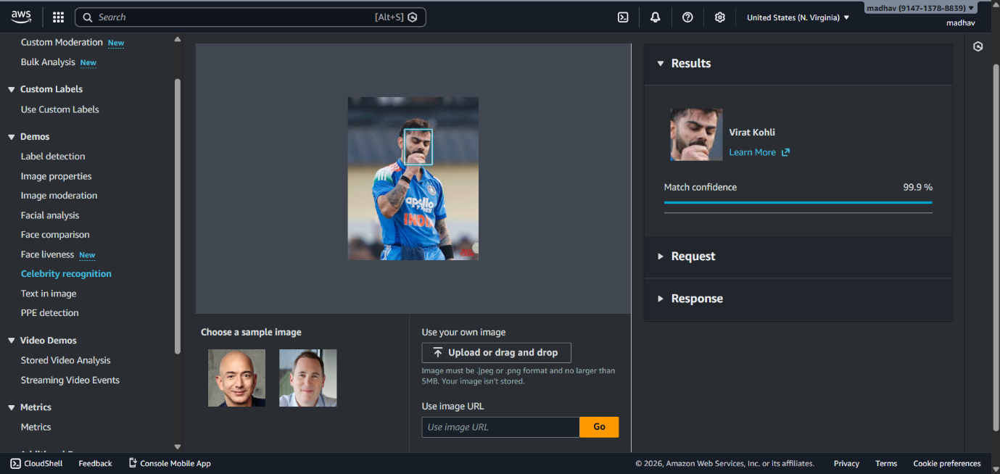 aws
Search
[Alt+S]
United States (N. Virginia)
madhav (9147-1378-8839)
madhav
Custom Moderation New
Bulk Analysis New
Custom Labels
Use Custom Labels
Demos
Label detection
Image properties
Image moderation
Facial analysis
Face comparison
Face liveness New
Celebrity recognition
Text in image
PPE detection
Video Demos
Stored Video Analysis
Streaming Video Events
Metrics
Metrics
apollo
TYRES
INDIA
Choose a sample image
Use your own image
Upload or drag and drop
Image must be .jpeg or .png format and no larger than
5MB. Your image isn't stored.
Use image URL
Use image URL
Go
Results
Virat Kohli
Learn More
Match confidence
99.9 %
Request
Response
CloudShell
Feedback
Console Mobile App
© 2026, Amazon Web Services, Inc. or its affiliates.
Privacy
Terms
Cookie preferences